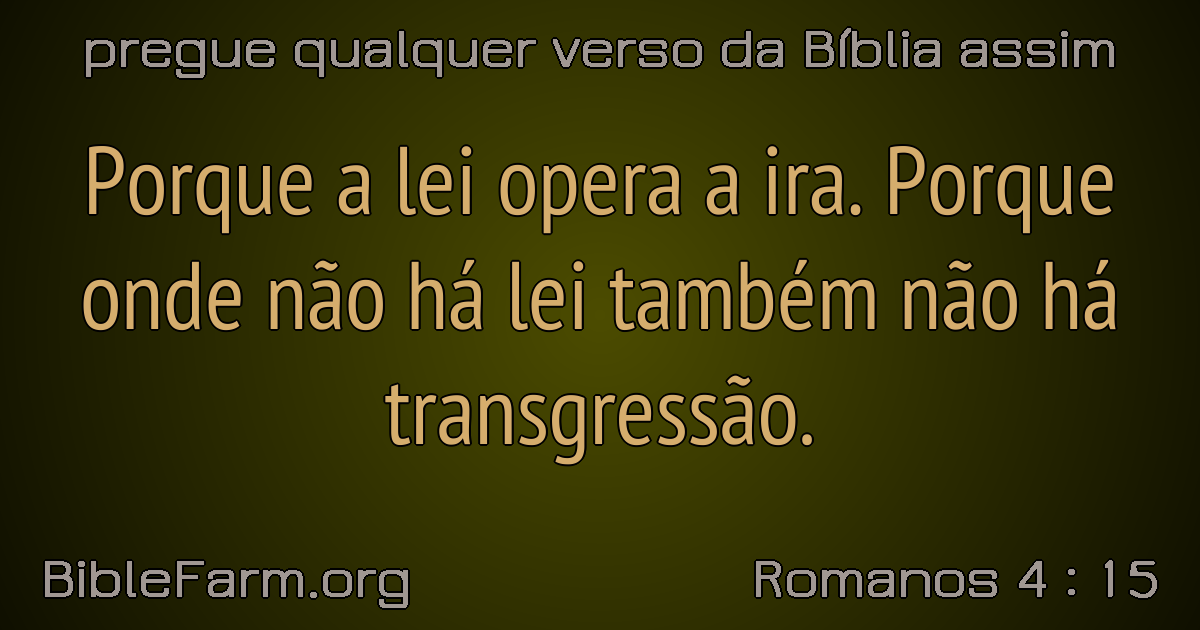 pregue qualquer verso da Bíblia assim
Porque a lei opera a ira. Porque
onde não há lei também não há
transgressão.
BibleFarm.org
Romanos 4 : 15